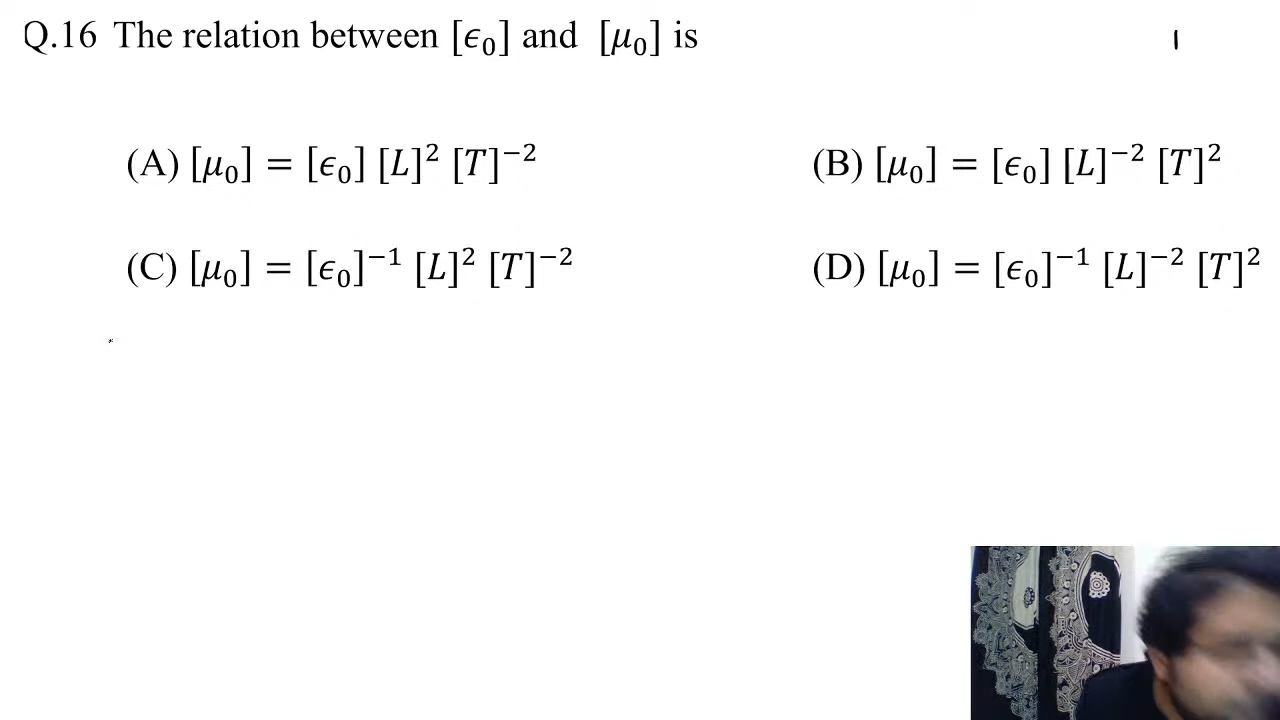 Q.16 The relation between [ϵ₀] and [μ₀] is
(A) [μ₀] = [ϵ₀] [L]² [T]⁻²
(B) [μ₀] = [ϵ₀] [L]⁻² [T]²
(C) [μ₀] = [ϵ₀]⁻¹ [L]² [T]⁻²
(D) [μ₀] = [ϵ₀]⁻¹ [L]⁻² [T]²